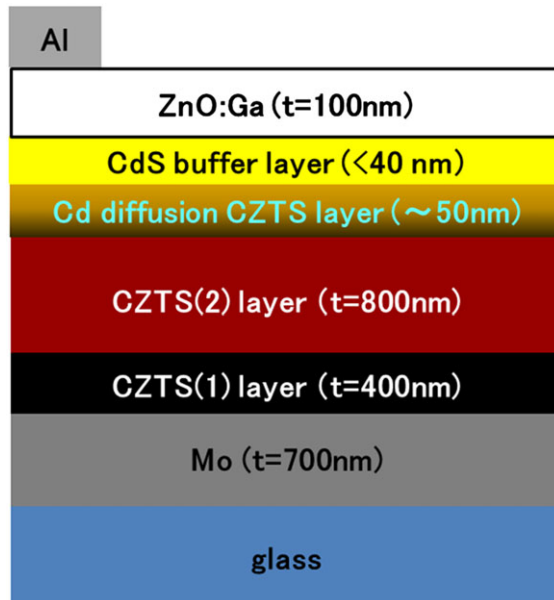 Al
ZnO:Ga (t=100nm)
CdS buffer layer (<40 nm)
Cd diffusion CZTS layer (～50nm)
CZTS(2) layer (t=800nm)
CZTS(1) layer (t=400nm)
Mo (t=700nm)
glass